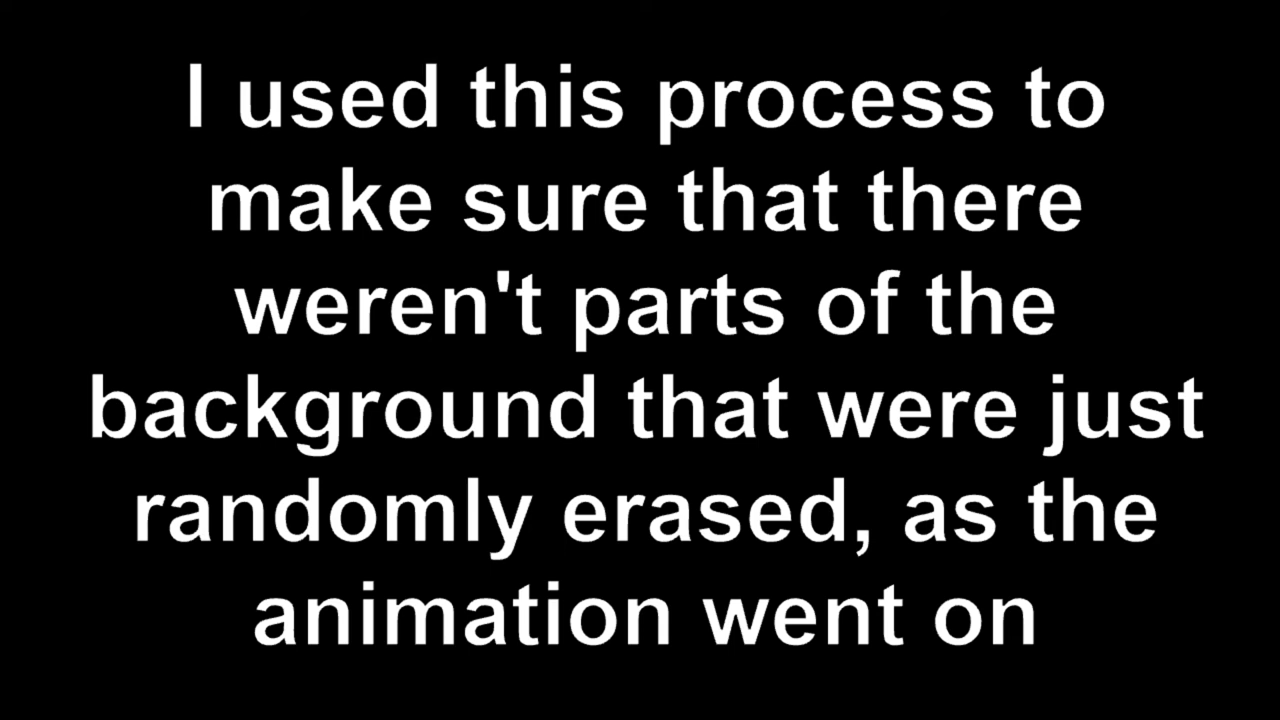 I used this process to
make sure that there
weren't parts of the
background that were just
randomly erased, as the
animation went on